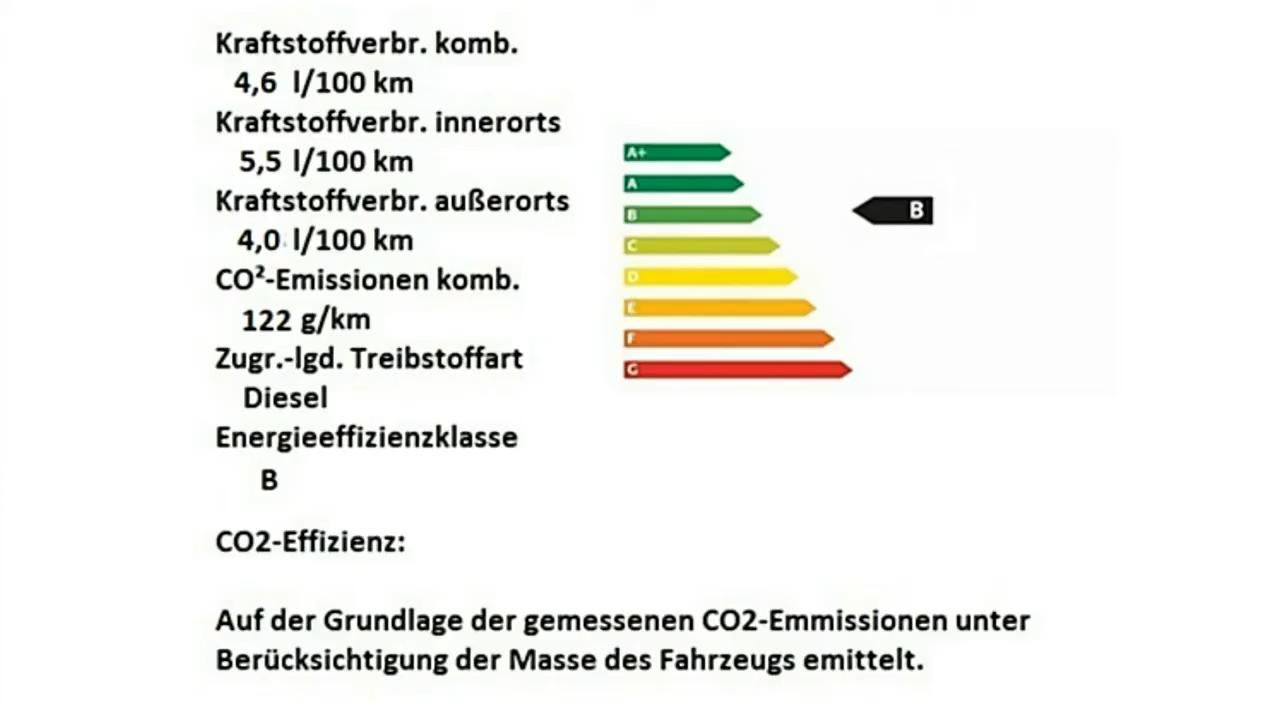 Kraftstoffverbr. komb.
4,6 l/100 km
Kraftstoffverbr. innerorts
5,5 l/100 km
Kraftstoffverbr. außerorts
4,0 l/100 km
CO²-Emissionen komb.
122 g/km
Zugr.-lgd. Treibstoffart
Diesel
Energieeffizienzklasse
B
A+
A
B
B
C
D
E
F
G
CO2-Effizienz:
Auf der Grundlage der gemessenen CO2-Emmissionen unter
Berücksichtigung der Masse des Fahrzeugs emittelt.